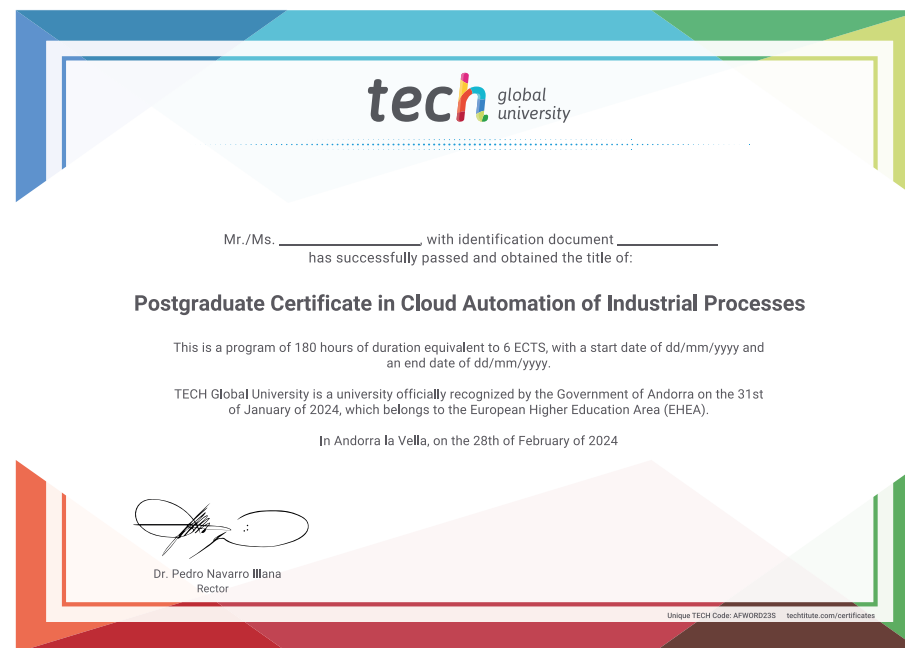 tech global university
Mr./Ms. ____________, with identification document ____________
has successfully passed and obtained the title of:
Postgraduate Certificate in Cloud Automation of Industrial Processes
This is a program of 180 hours of duration equivalent to 6 ECTS, with a start date of dd/mm/yyyy and
an end date of dd/mm/yyyy.
TECH Global University is a university officially recognized by the Government of Andorra on the 31st
of January of 2024, which belongs to the European Higher Education Area (EHEA).
In Andorra la Vella, on the 28th of February of 2024
Dr. Pedro Navarro Illana
Rector
Unique TECH Code: AFWORD23S techtitute.com/certificates